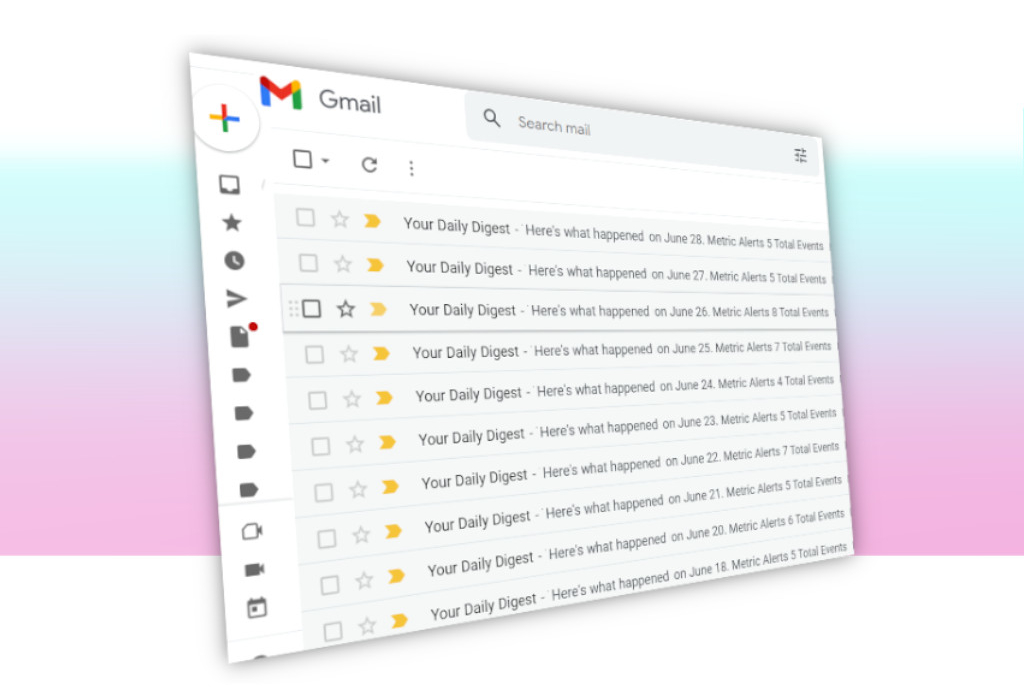 Gmail
Search mail
Your Daily Digest - Here's what happened on June 28. Metric Alerts 5 Total Events
Your Daily Digest - Here's what happened on June 27. Metric Alerts 5 Total Events
Your Daily Digest - Here's what happened on June 26. Metric Alerts 8 Total Events
Your Daily Digest - Here's what happened on June 25. Metric Alerts 7 Total Events
Your Daily Digest - Here's what happened on June 24. Metric Alerts 4 Total Events
Your Daily Digest - Here's what happened on June 23. Metric Alerts 5 Total Events
Your Daily Digest - Here's what happened on June 22. Metric Alerts 7 Total Events
Your Daily Digest - Here's what happened on June 21. Metric Alerts 5 Total Events
Your Daily Digest - Here's what happened on June 20. Metric Alerts 6 Total Events
Your Daily Digest - Here's what happened on June 18. Metric Alerts 5 Total Events